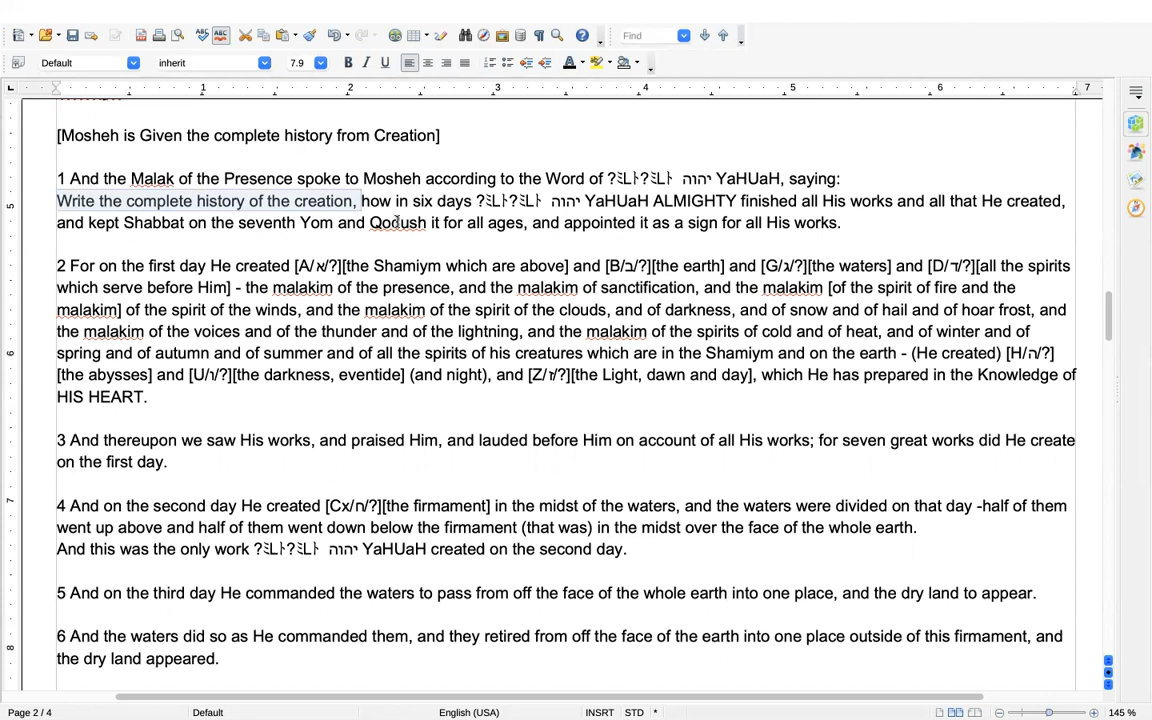 Default
inherit
7.9
Find
1 2 3 4 5 6 7
[Mosheh is Given the complete history from Creation]
1 And the Malak of the Presence spoke to Mosheh according to the Word of יהוה YaHUaH, saying:
Write the complete history of the creation, how in six days יהוה YaHUaH ALMIGHTY finished all His works and all that He created,
and kept Shabbat on the seventh Yom and Qodush it for all ages, and appointed it as a sign for all His works.
2 For on the first day He created [A/א/?][the Shamiym which are above] and [B/ב/?][the earth] and [G/ג/?][the waters] and [D/ד/?][all the spirits
which serve before Him] - the malakim of the presence, and the malakim of sanctification, and the malakim [of the spirit of fire and the
malakim] of the spirit of the winds, and the malakim of the spirit of the clouds, and of darkness, and of snow and of hail and of hoar frost, and
the malakim of the voices and of the thunder and of the lightning, and the malakim of the spirits of cold and of heat, and of winter and of
spring and of autumn and of summer and of all the spirits of his creatures which are in the Shamiym and on the earth - (He created) [H/ה/?]
[the abysses] and [U/ו/?][the darkness, eventide] (and night), and [Z/ז/?][the Light, dawn and day], which He has prepared in the Knowledge of
HIS HEART.
3 And thereupon we saw His works, and praised Him, and lauded before Him on account of all His works; for seven great works did He create
on the first day.
4 And on the second day He created [Cx/ח/?][the firmament] in the midst of the waters, and the waters were divided on that day -half of them
went up above and half of them went down below the firmament (that was) in the midst over the face of the whole earth.
And this was the only work יהוה YaHUaH created on the second day.
5 And on the third day He commanded the waters to pass from off the face of the whole earth into one place, and the dry land to appear.
6 And the waters did so as He commanded them, and they retired from off the face of the earth into one place outside of this firmament, and
the dry land appeared.
5
6
7
8
Page 2 / 4
Default
English (USA)
INSRT
STD
*
145 %